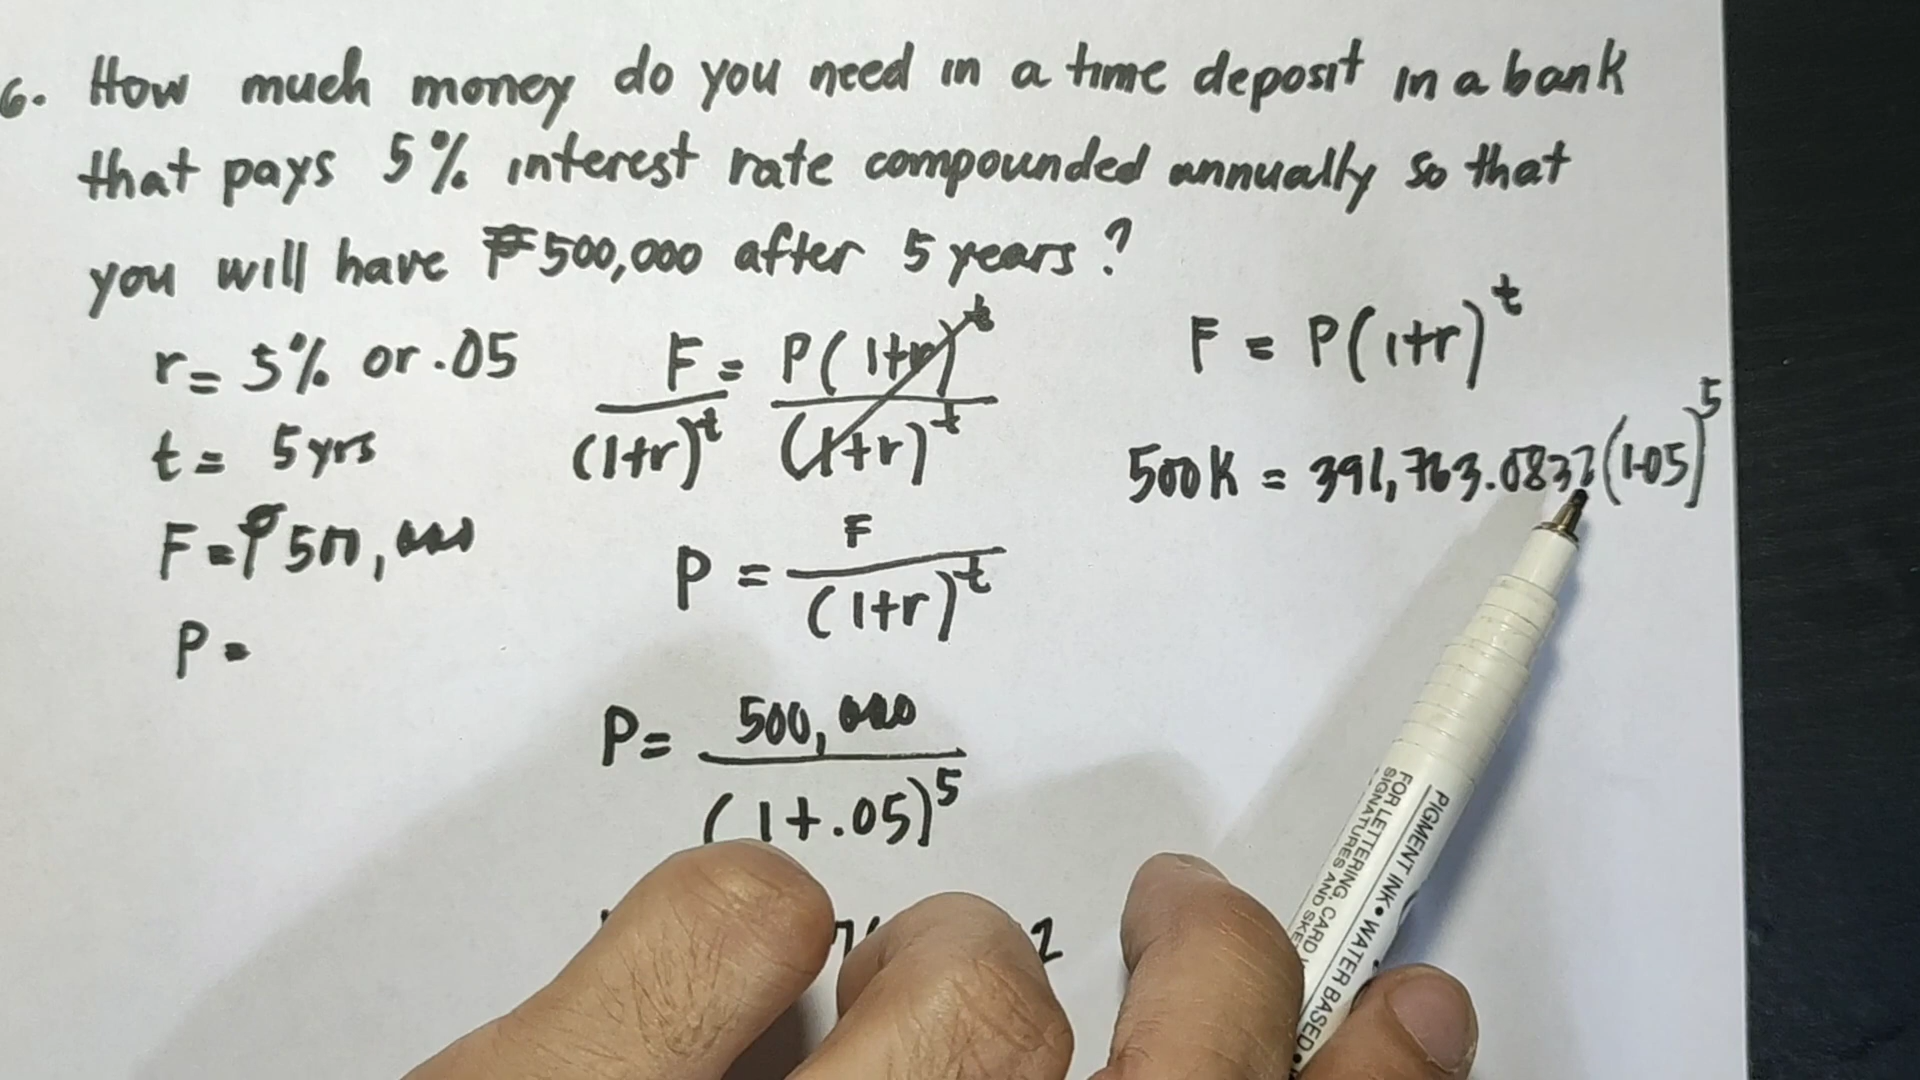 6. How much money do you need in a time deposit in a bank
that pays 5% interest rate compounded annually so that
you will have ₱500,000 after 5 years?
r = 5% or .05
t = 5 yrs
F = ₱500,000
P =
F/(1+r)^t = P(1+r)^t/(1+r)^t
P = F/(1+r)^t
P = 500,000/(1+.05)^5
2
F = P(1+r)^t
500K = 391,763.0832(1.05)^5
PIGMENT INK • WATER BASED •
FOR LETTERING, CARD
SIGNATURES AND SKE